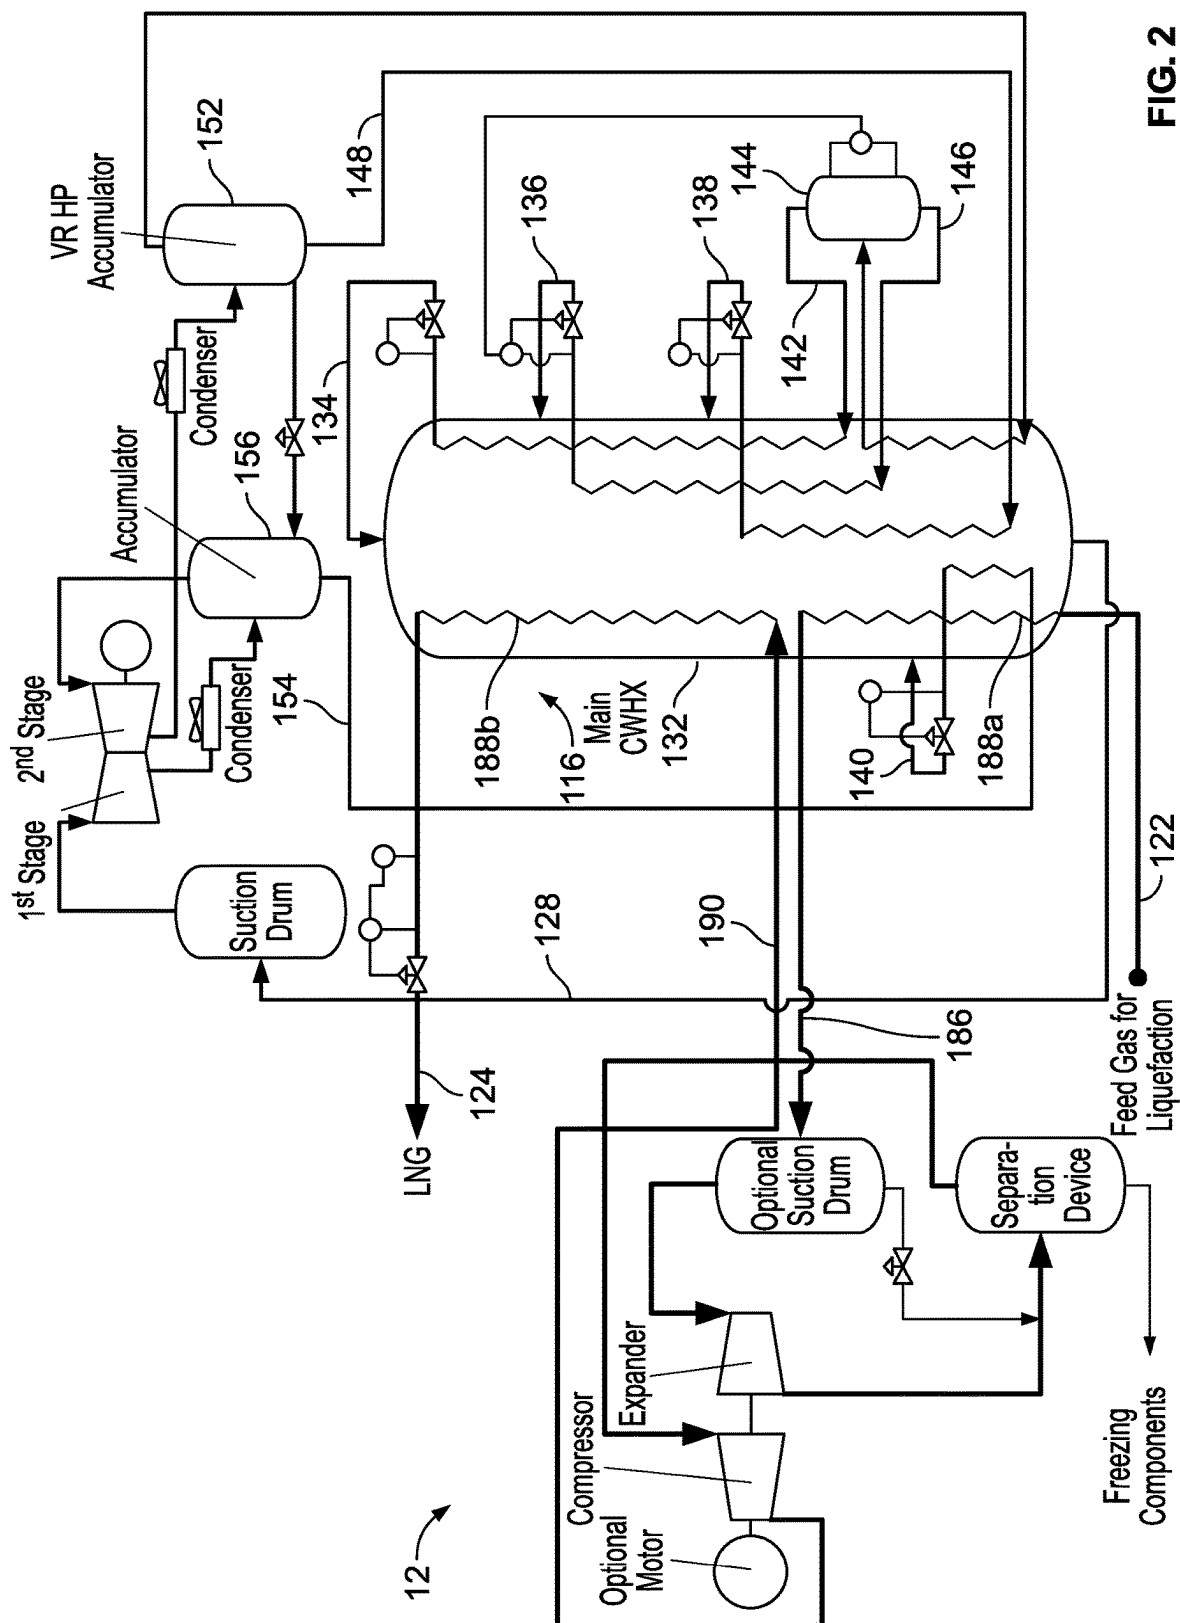 FIG. 2
VR HP
Accumulator
152
148
Condenser
136
138
144
146
142
134
Accumulator
156
2nd Stage
1st Stage
Condenser
154
Suction
Drum
188b
116
Main
CWHX
132
140
188a
122
128
190
186
124
LNG
Feed Gas for
Liquefaction
Optional
Suction
Drum
Separa-
tion
Device
Expander
Compressor
Optional
Motor
Freezing
Components
12